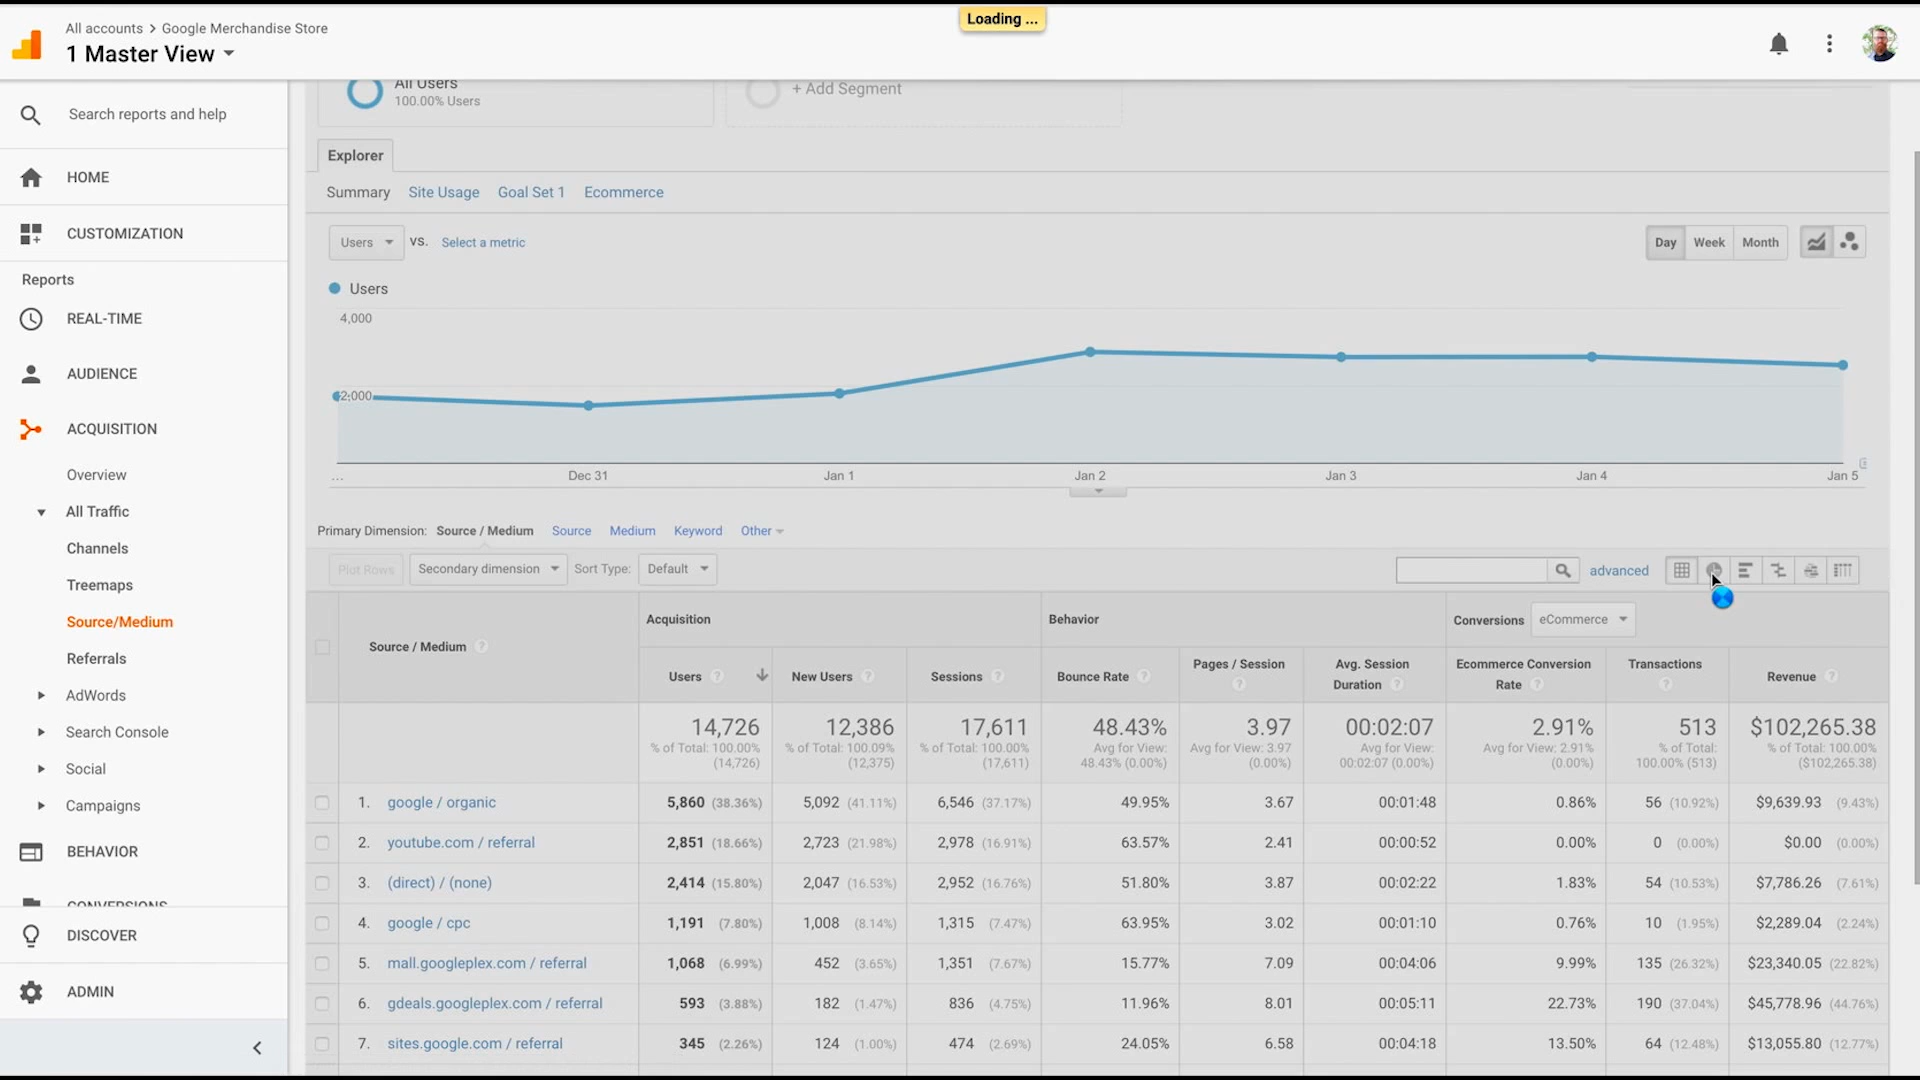 All accounts > Google Merchandise Store
1 Master View
Loading ...
Search reports and help
HOME
CUSTOMIZATION
Reports
REAL-TIME
AUDIENCE
ACQUISITION
Overview
All Traffic
Channels
Treemaps
Source/Medium
Referrals
AdWords
Search Console
Social
Campaigns
BEHAVIOR
CONVERSIONS
DISCOVER
ADMIN
All Users
100.00% Users
+ Add Segment
Explorer
Summary Site Usage Goal Set 1 Ecommerce
Users VS. Select a metric
Day Week Month
Users
4,000
2,000
... Dec 31 Jan 1 Jan 2 Jan 3 Jan 4 Jan 5
Primary Dimension: Source / Medium Source Medium Keyword Other
Plot Rows Secondary dimension Sort Type: Default advanced
Source / Medium Acquisition Behavior Conversions eCommerce
Users New Users Sessions Bounce Rate Pages / Session Avg. Session Duration Ecommerce Conversion Rate Transactions Revenue
14,726 12,386 17,611 48.43% 3.97 00:02:07 2.91% 513 $102,265.38
% of Total: 100.00% % of Total: 100.09% % of Total: 100.00% Avg for View: Avg for View: 3.97 Avg for View: Avg for View: 2.91% % of Total: % of Total: 100.00%
(14,726) (12,375) (17,611) 48.43% (0.00%) (0.00%) 00:02:07 (0.00%) (0.00%) 100.00% (513) ($102,265.38)
1. google / organic 5,860 (38.36%) 5,092 (41.11%) 6,546 (37.17%) 49.95% 3.67 00:01:48 0.86% 56 (10.92%) $9,639.93 (9.43%)
2. youtube.com / referral 2,851 (18.66%) 2,723 (21.98%) 2,978 (16.91%) 63.57% 2.41 00:00:52 0.00% 0 (0.00%) $0.00 (0.00%)
3. (direct) / (none) 2,414 (15.80%) 2,047 (16.53%) 2,952 (16.76%) 51.80% 3.87 00:02:22 1.83% 54 (10.53%) $7,786.26 (7.61%)
4. google / cpc 1,191 (7.80%) 1,008 (8.14%) 1,315 (7.47%) 63.95% 3.02 00:01:10 0.76% 10 (1.95%) $2,289.04 (2.24%)
5. mall.googleplex.com / referral 1,068 (6.99%) 452 (3.65%) 1,351 (7.67%) 15.77% 7.09 00:04:06 9.99% 135 (26.32%) $23,340.05 (22.82%)
6. gdeals.googleplex.com / referral 593 (3.88%) 182 (1.47%) 836 (4.75%) 11.96% 8.01 00:05:11 22.73% 190 (37.04%) $45,778.96 (44.76%)
7. sites.google.com / referral 345 (2.26%) 124 (1.00%) 474 (2.69%) 24.05% 6.58 00:04:18 13.50% 64 (12.48%) $13,055.80 (12.77%)